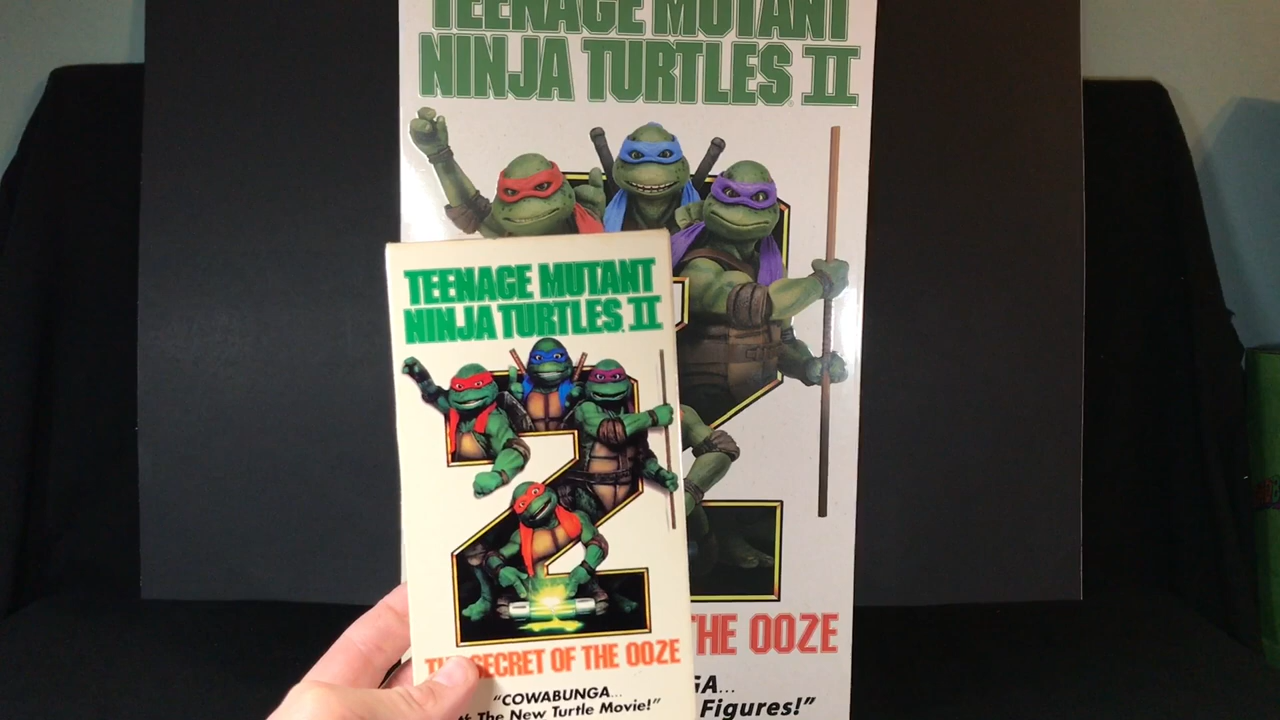 TEENAGE MUTANT
NINJA TURTLES II
TEENAGE MUTANT
NINJA TURTLES II
THE SECRET OF THE OOZE
"COWABUNGA...
The New Turtle Movie!"
THE OOZE
GA...
Figures!"